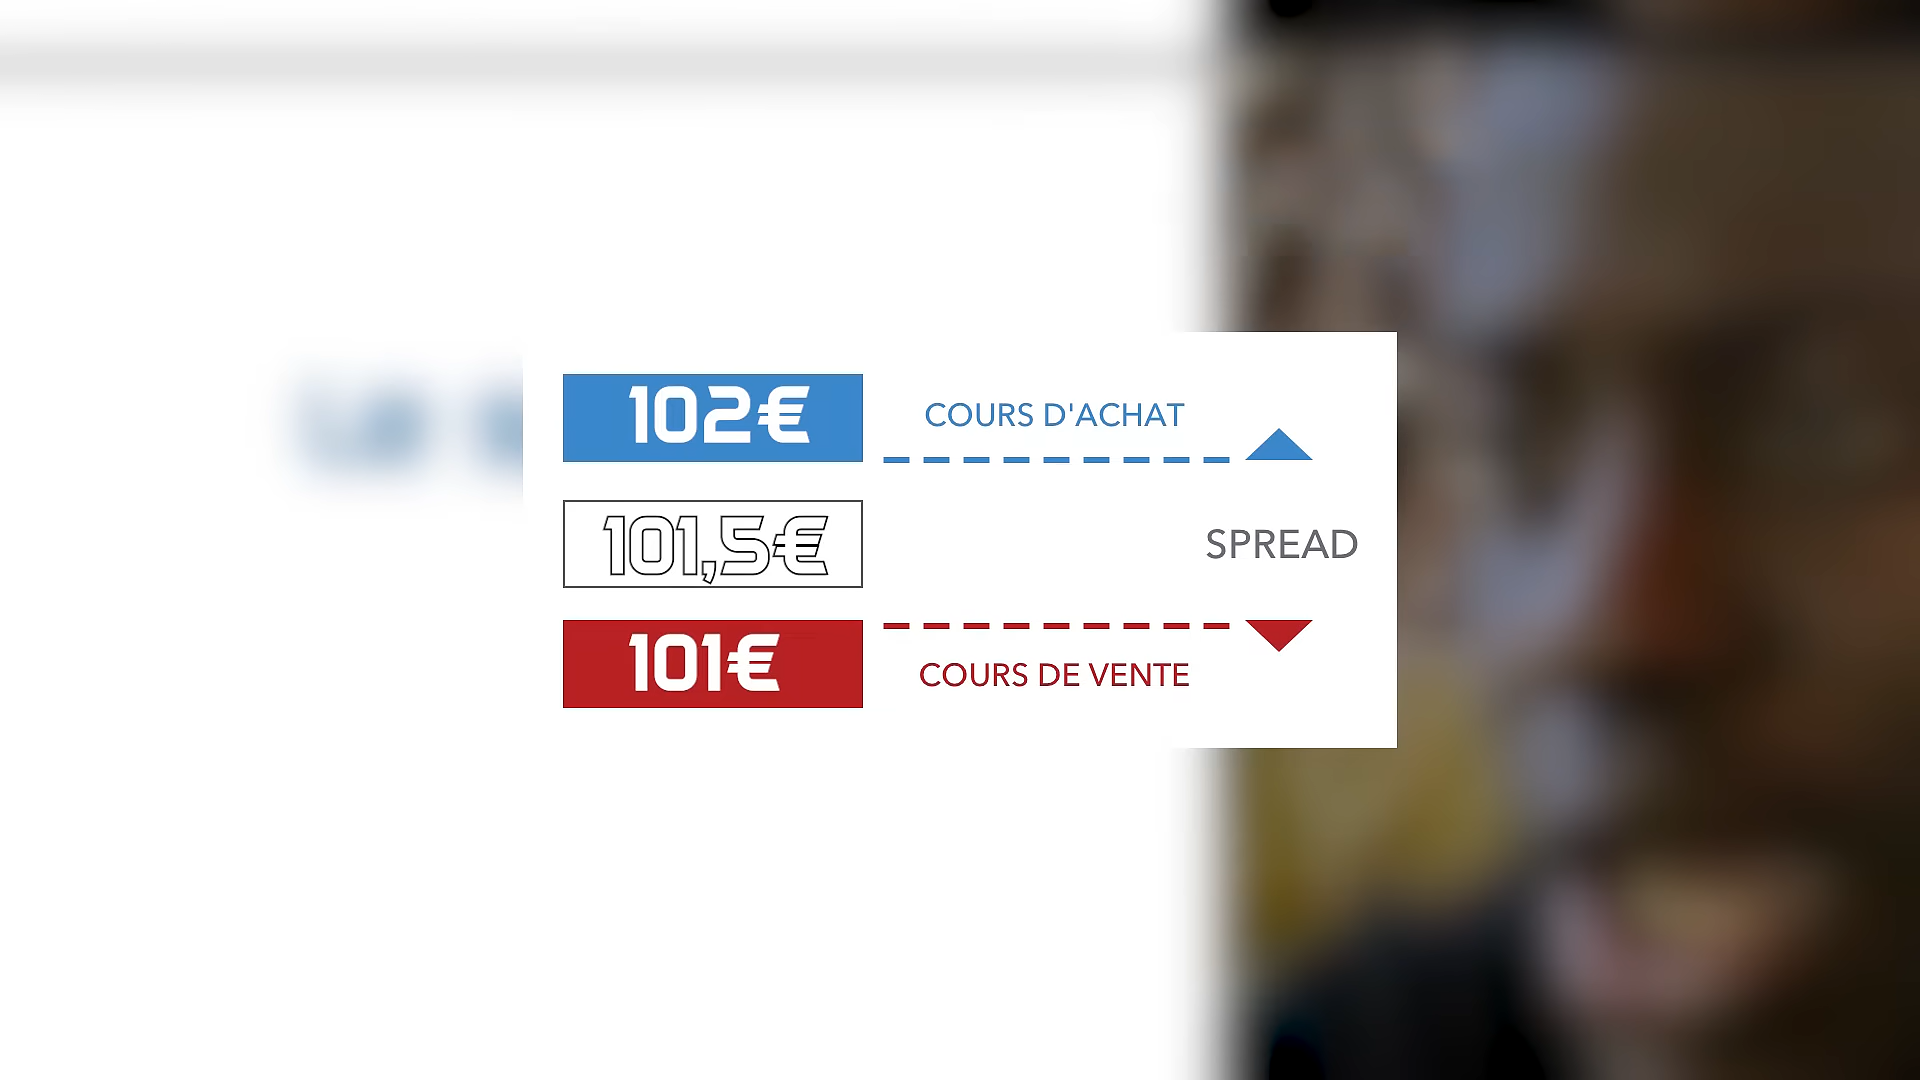 102€
COURS D'ACHAT
101,5€
SPREAD
101€
COURS DE VENTE